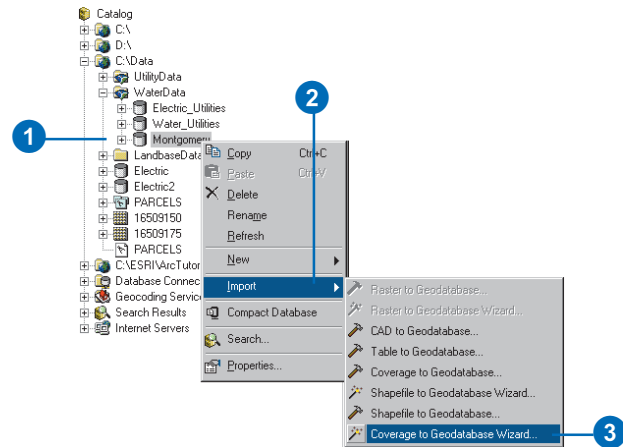 Catalog
C:\
D:\
C:\Data
UtilityData
WaterData
Electric_Utilities
Water_Utilities
Montgomery
LandbaseData
Electric
Electric2
PARCELS
16509150
16509175
PARCELS
C:\ESRI\ArcTutor
Database Connec
Geocoding Service
Search Results
Internet Servers
1
2
Copy Ctrl+C
Paste Ctrl+V
Delete
Rename
Refresh
New
Import
Compact Database
Search...
Properties...
Raster to Geodatabase...
Raster to Geodatabase Wizard...
CAD to Geodatabase...
Table to Geodatabase...
Coverage to Geodatabase...
Shapefile to Geodatabase Wizard...
Shapefile to Geodatabase...
Coverage to Geodatabase Wizard...
3